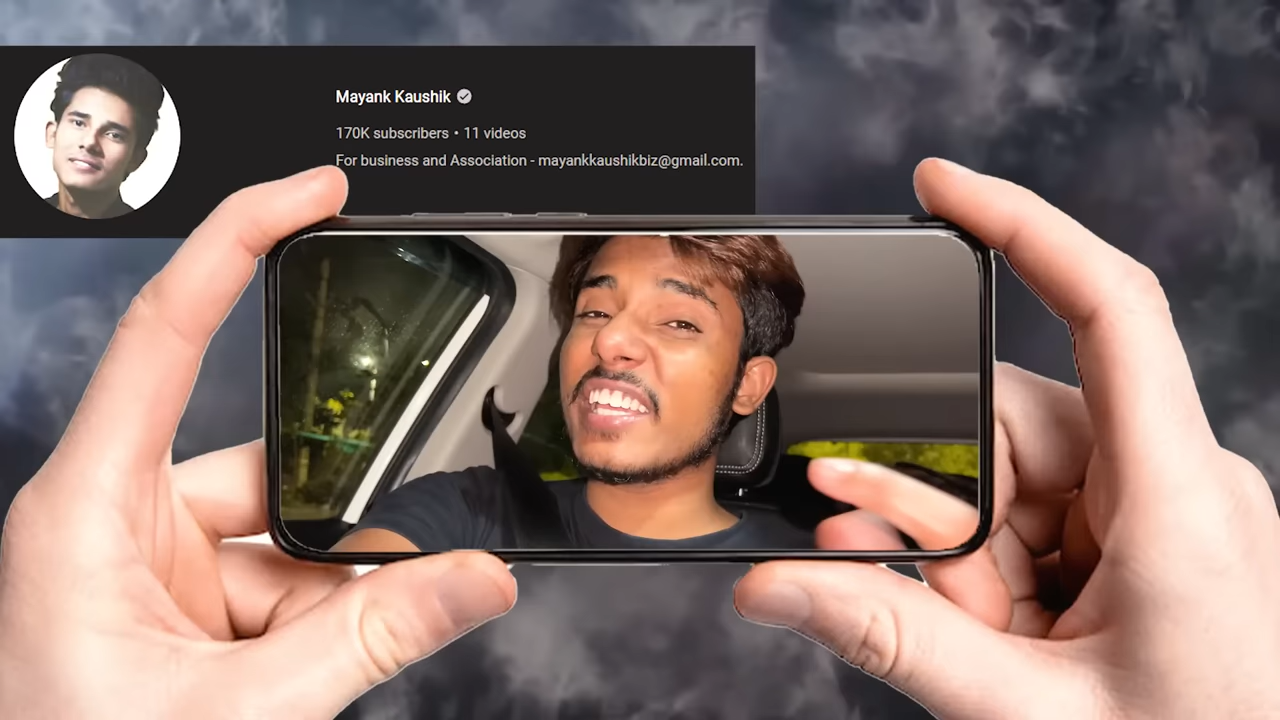 Mayank Kaushik
170K subscribers • 11 videos
For business and Association - mayankkaushikbiz@gmail.com.